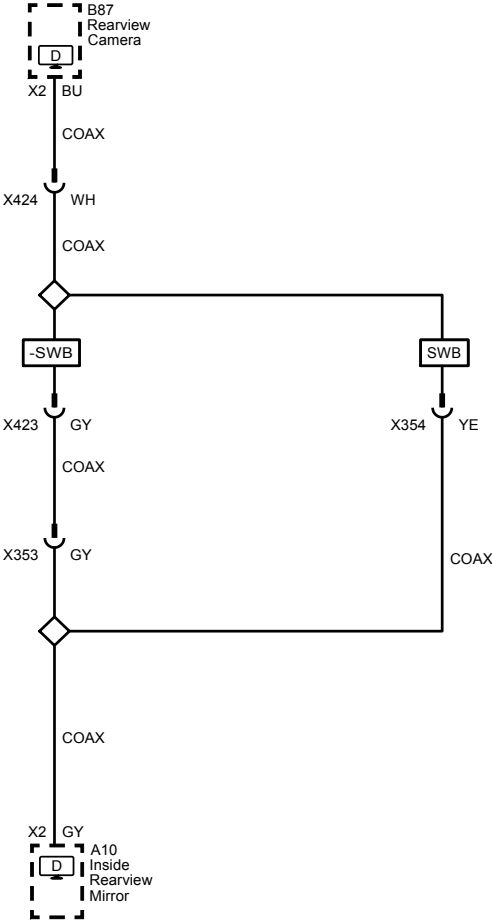 B87
Rearview
Camera
D
X2 BU
COAX
X424 WH
COAX
-SWB SWB
X423 GY X354 YE
COAX
X353 GY
COAX
COAX
X2 GY
A10
D Inside
Rearview
Mirror